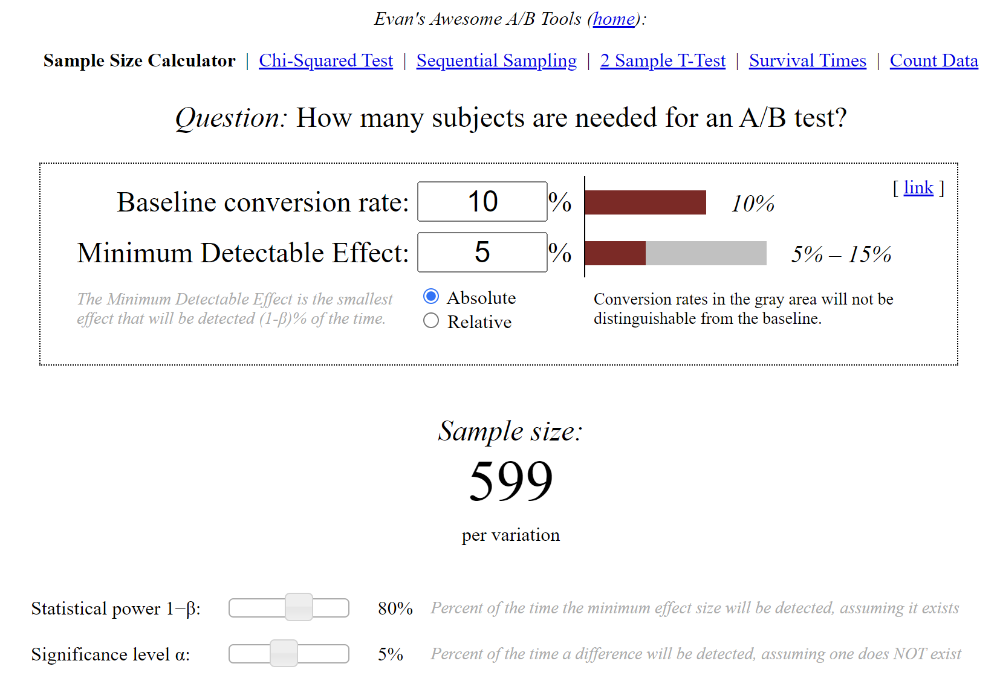 Evan's Awesome A/B Tools (home):
Sample Size Calculator | Chi-Squared Test | Sequential Sampling | 2 Sample T-Test | Survival Times | Count Data
Question: How many subjects are needed for an A/B test?
[ link ]
Baseline conversion rate: 10 % 10%
Minimum Detectable Effect: 5 % 5% – 15%
The Minimum Detectable Effect is the smallest
effect that will be detected (1-β)% of the time.
Absolute
Relative
Conversion rates in the gray area will not be
distinguishable from the baseline.
Sample size:
599
per variation
Statistical power 1−β: 80% Percent of the time the minimum effect size will be detected, assuming it exists
Significance level α: 5% Percent of the time a difference will be detected, assuming one does NOT exist